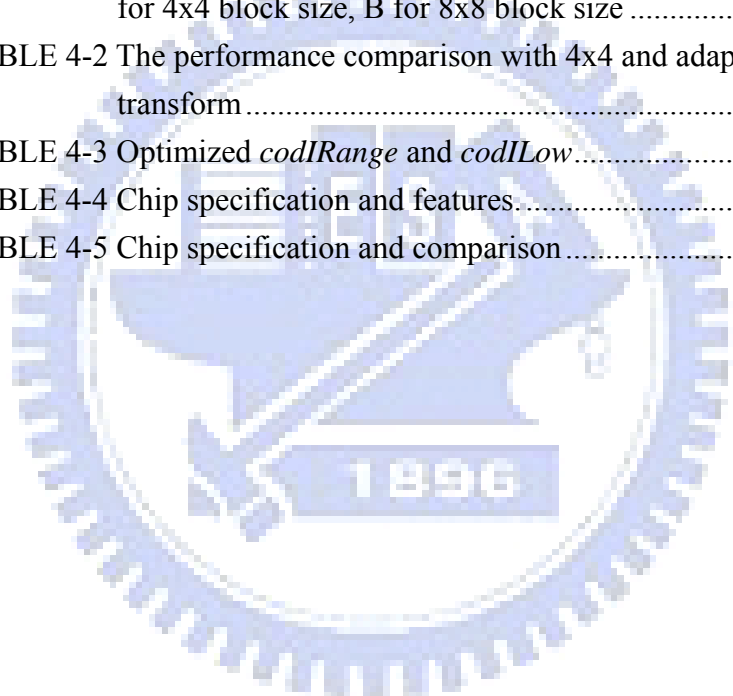 for 4x4 block size, B for 8x8 block size ..............
BLE 4-2 The performance comparison with 4x4 and adap
transform..............................................................
BLE 4-3 Optimized codIRange and codILow....................
BLE 4-4 Chip specification and features...........................
BLE 4-5 Chip specification and comparison.....................
E S
1896